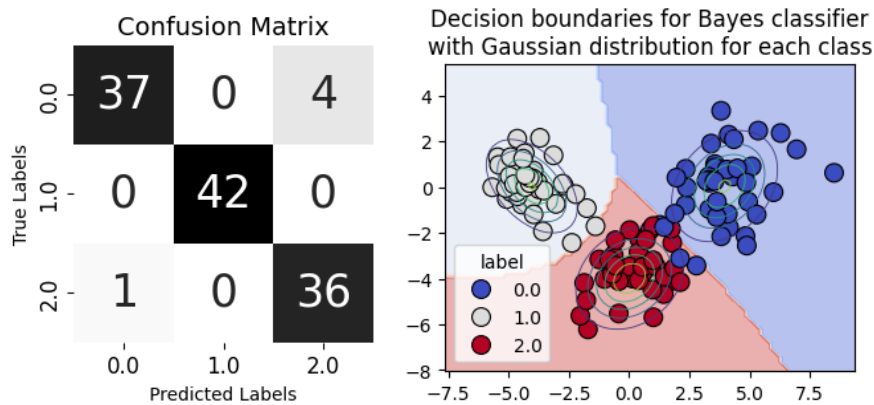 Confusion Matrix
True Labels
0.0
1.0
2.0
37 0 4
0 42 0
1 0 36
0.0 1.0 2.0
Predicted Labels
Decision boundaries for Bayes classifier
with Gaussian distribution for each class
4
2
0
−2
−4
−6
−8
label
0.0
1.0
2.0
−7.5 −5.0 −2.5 0.0 2.5 5.0 7.5